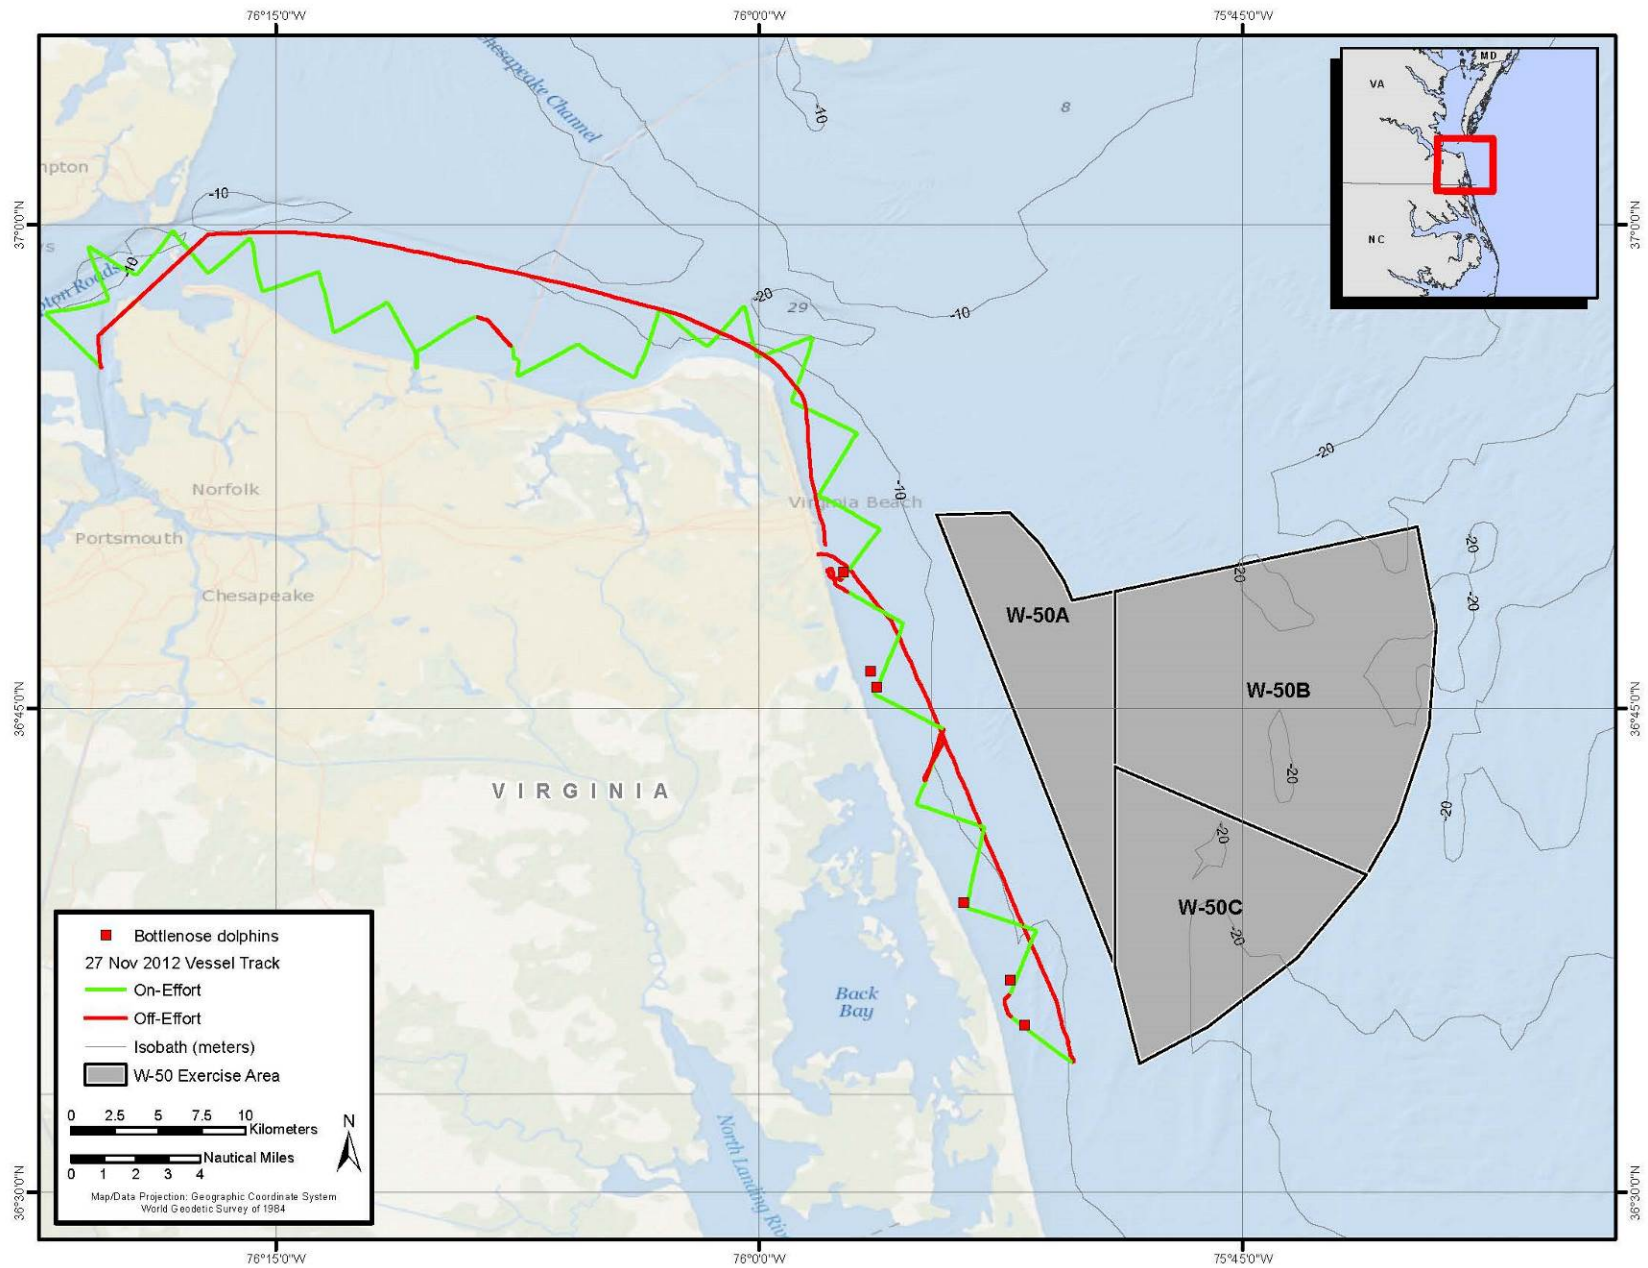 76°15'0"W
76°0'0"W
75°45'0"W
Chesapeake Channel
-10
8
MD
VA
NC
mpton
-10
37°0'0"N
37°0'0"N
-10
-20
29
-10
-20
Norfolk
Virginia Beach
-10
Portsmouth
-20
-20
Chesapeake
-20
W-50A
W-50B
36°45'0"N
36°45'0"N
VIRGINIA
-20
-20
-20
W-50C
-20
Back
Bay
North Landing Riv
Bottlenose dolphins
27 Nov 2012 Vessel Track
On-Effort
Off-Effort
Isobath (meters)
W-50 Exercise Area
0 2.5 5 7.5 10
Kilometers
N
Nautical Miles
0 1 2 3 4
Map/Data Projection: Geographic Coordinate System
World Geodetic Survey of 1984
36°30'0"N
36°30'0"N
76°15'0"W
76°0'0"W
75°45'0"W